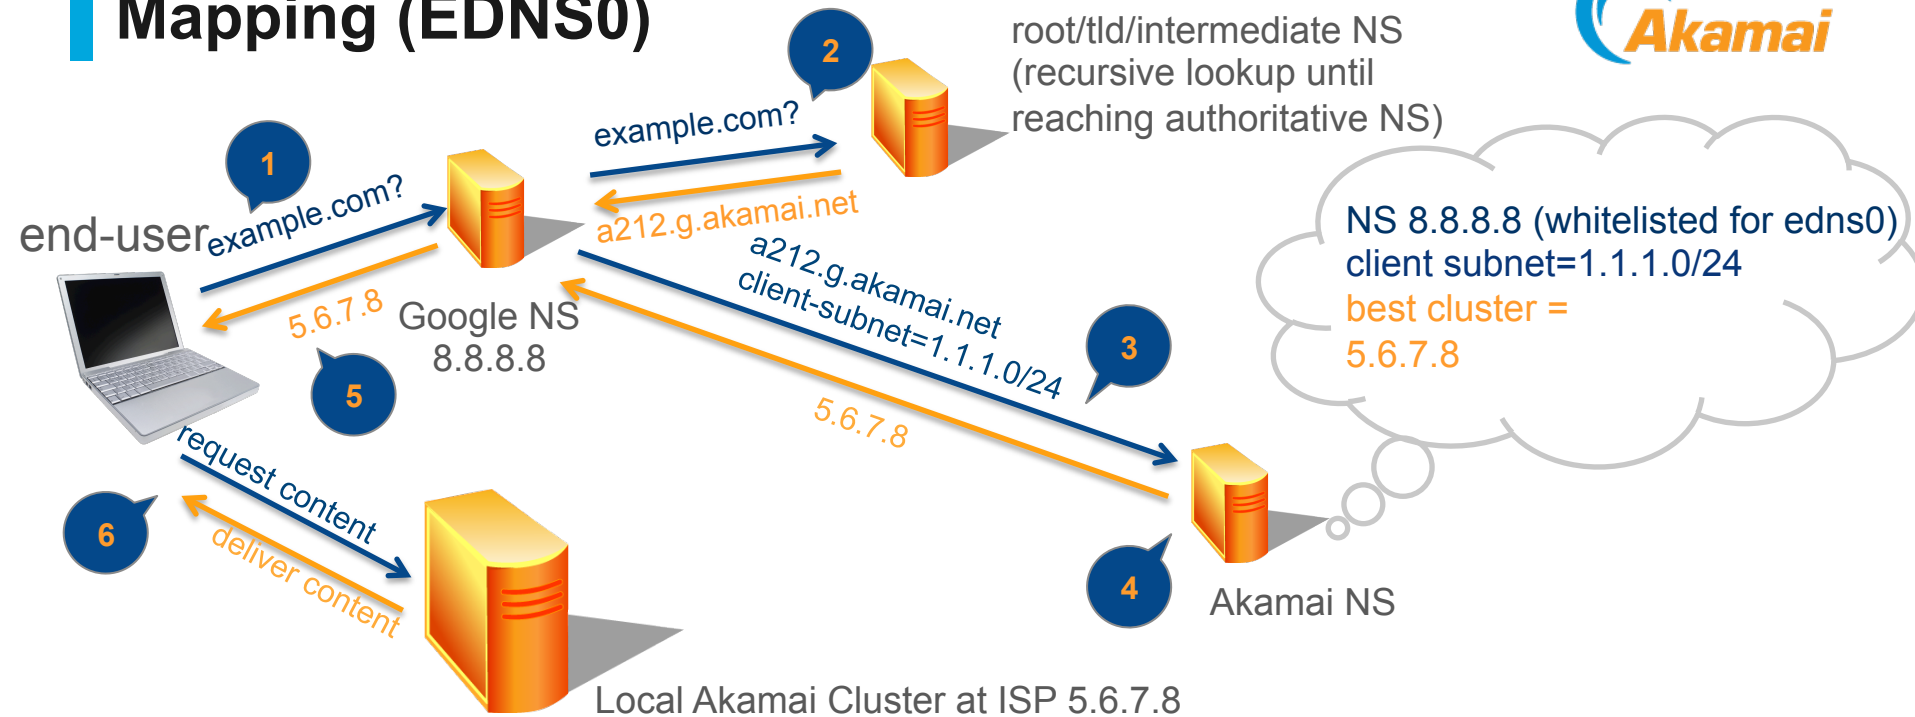 Mapping (EDNS0)
Akamai
root/tld/intermediate NS
(recursive lookup until
reaching authoritative NS)
2
example.com?
a212.g.akamai.net
1
example.com?
end-user
5.6.7.8
Google NS
8.8.8.8
5
a212.g.akamai.net
client-subnet=1.1.1.0/24
3
5.6.7.8
NS 8.8.8.8 (whitelisted for edns0)
client subnet=1.1.1.0/24
best cluster =
5.6.7.8
request content
deliver content
6
4
Akamai NS
Local Akamai Cluster at ISP 5.6.7.8